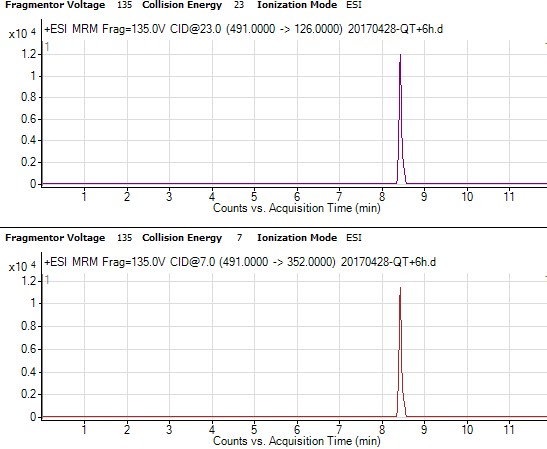 Fragmentor Voltage 135 Collision Energy 23 Ionization Mode ESI
x10 4 +ESI MRM Frag=135.0V CID@23.0 (491.0000 -> 126.0000) 20170428-QT+6h.d
1
1.2
1
0.8
0.6
0.4
0.2
0
1 2 3 4 5 6 7 8 9 10 11
Counts vs. Acquisition Time (min)
Fragmentor Voltage 135 Collision Energy 7 Ionization Mode ESI
x10 4 +ESI MRM Frag=135.0V CID@7.0 (491.0000 -> 352.0000) 20170428-QT+6h.d
1.2 1
1
0.8
0.6
0.4
0.2
0
1 2 3 4 5 6 7 8 9 10 11
Counts vs. Acquisition Time (min)